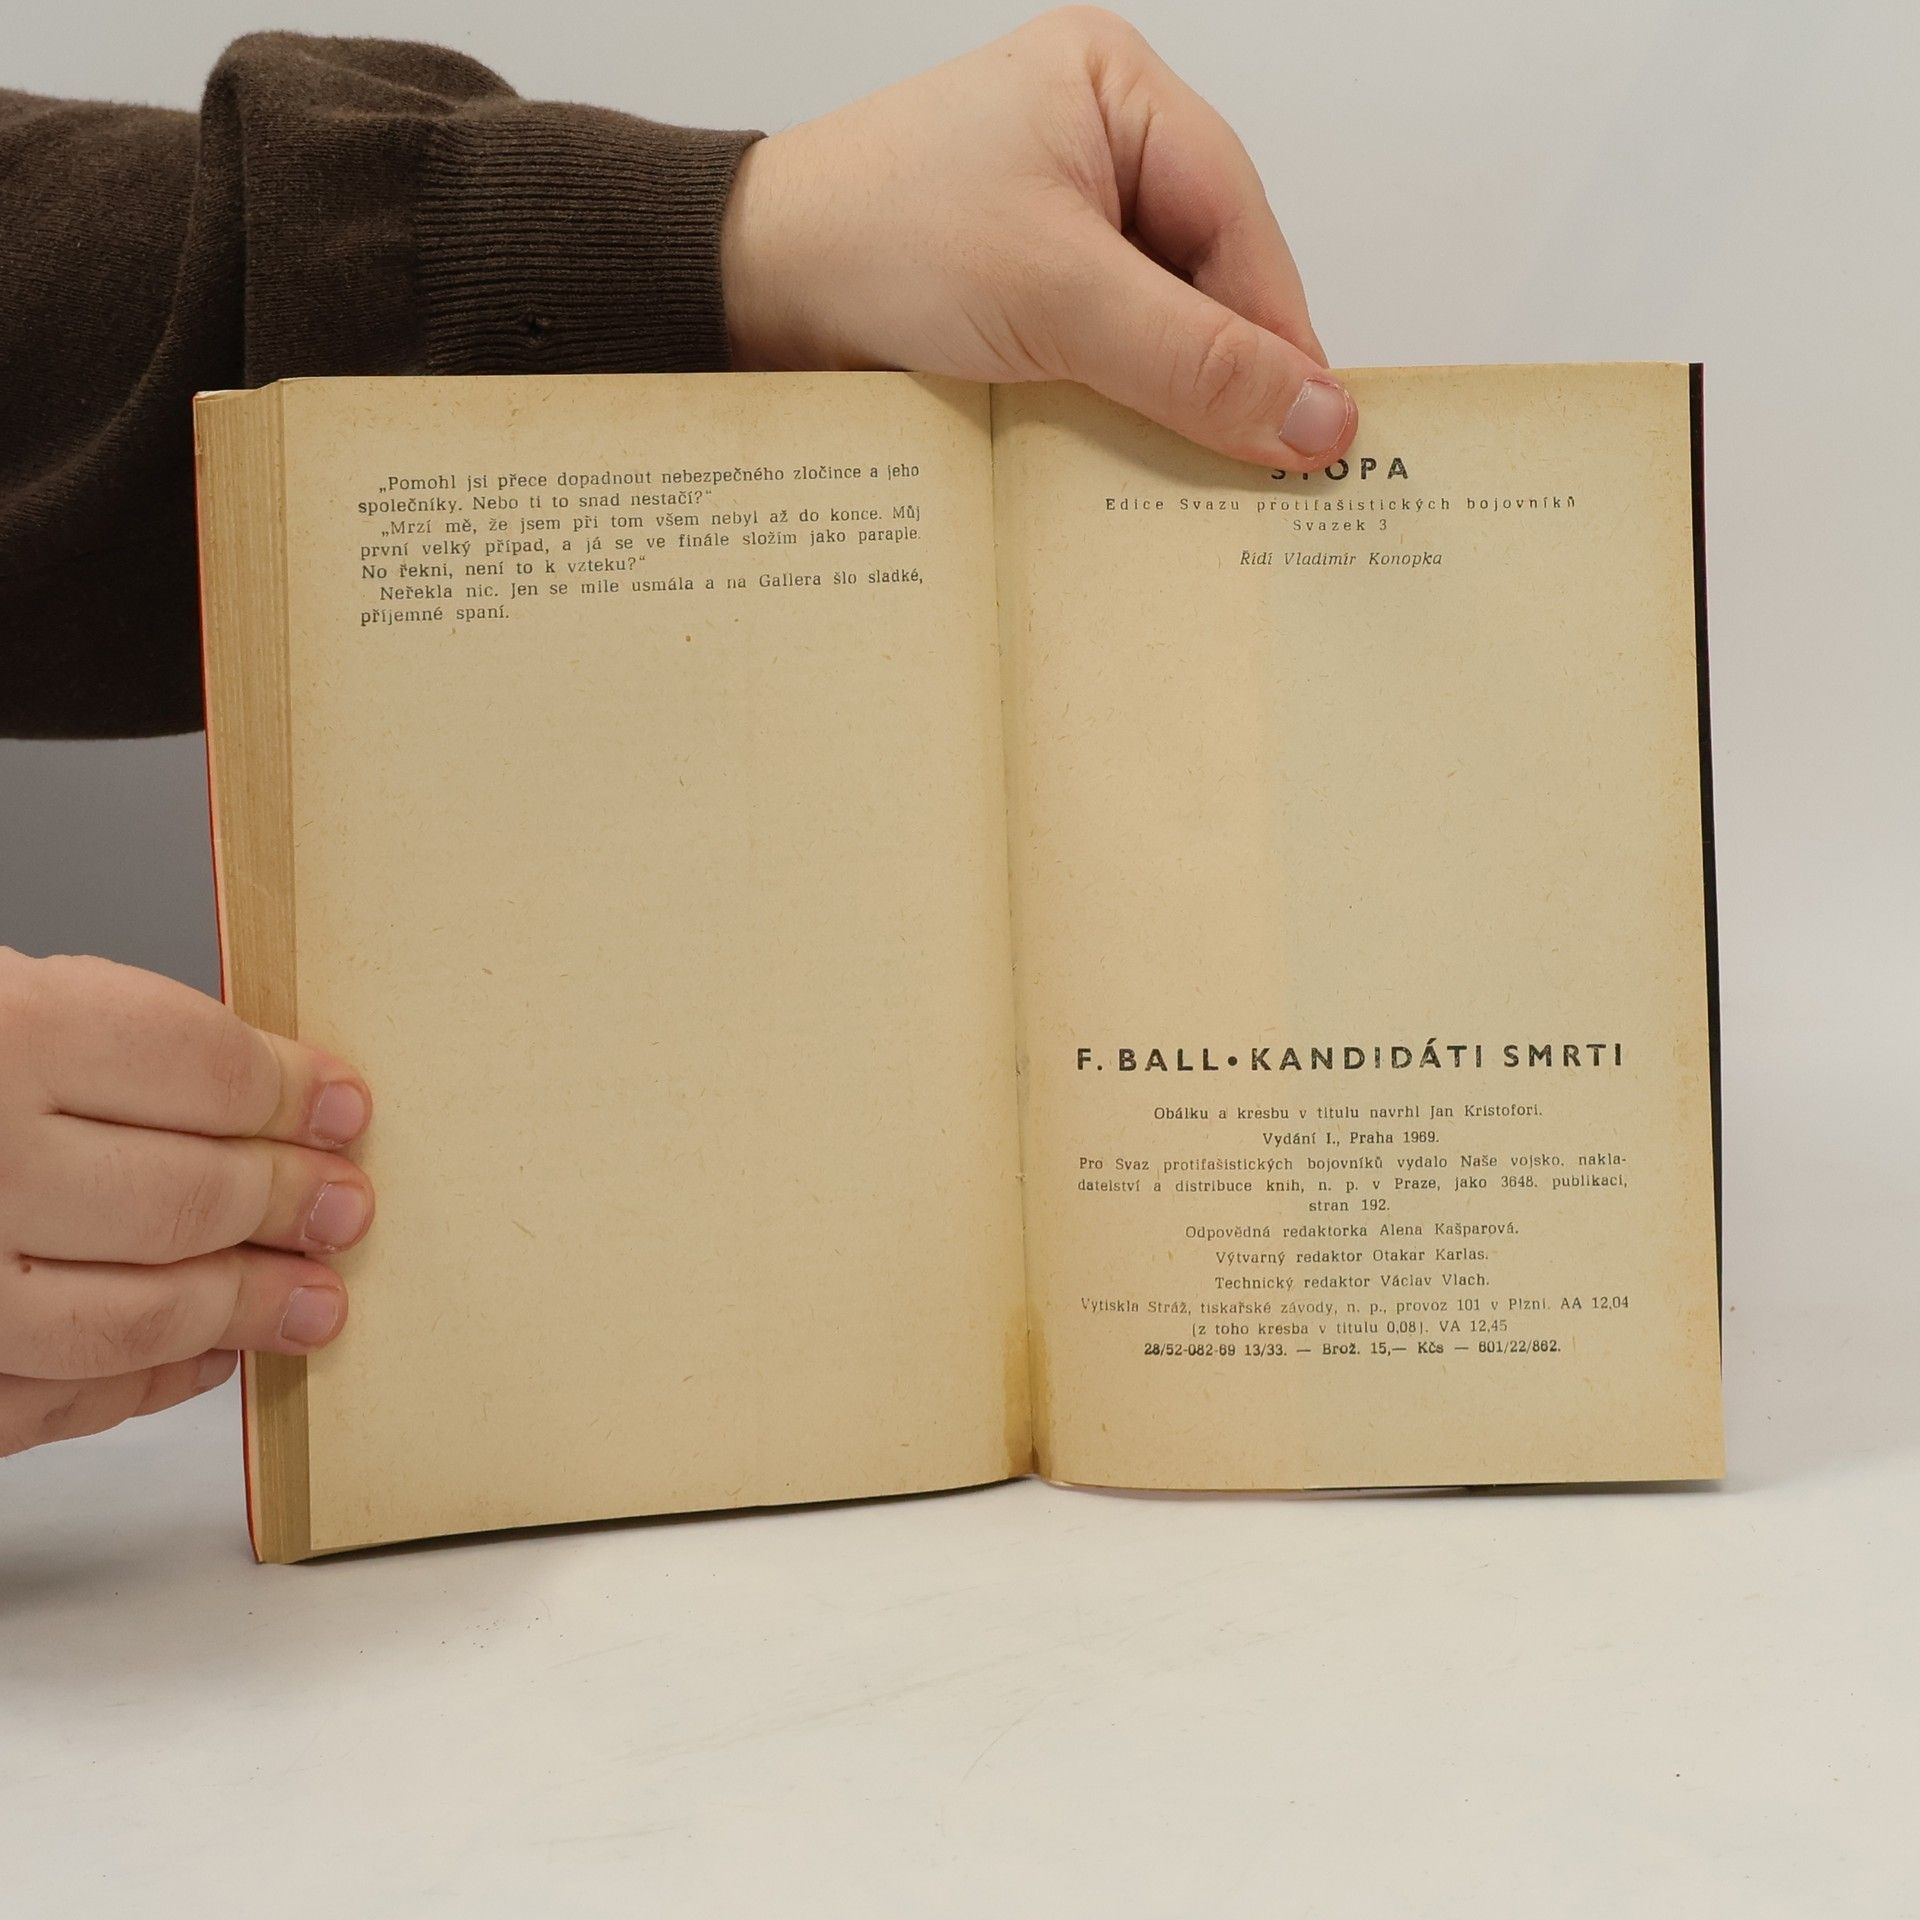 „Pomohl jsi přece dopadnout nebezpečného zločince a jeho
společníky. Nebo ti to snad nestačí?“
„Mrzí mě, že jsem při tom všem nebyl až do konce. Můj
první velký případ, a já se ve finále složím jako paraple.
No řekni, není to k vzteku?“
Neřekla nic. Jen se mile usmála a na Gallera šlo sladké,
příjemné spaní.
STOPA
Edice Svazu protifašistických bojovníků
Svazek 3
Řídí Vladimír Konopka
F. BALL • KANDIDÁTI SMRTI
Obálku a kresbu v titulu navrhl Jan Kristofori.
Vydání I., Praha 1969.
Pro Svaz protifašistických bojovníků vydalo Naše vojsko, nakla-
datelství a distribuce knih, n. p. v Praze, jako 3648. publikaci,
stran 192.
Odpovědná redaktorka Alena Kašparová.
Výtvarný redaktor Otakar Karlas.
Technický redaktor Václav Vlach.
Vytiskla Stráž, tiskařské závody, n. p., provoz 101 v Plzni. AA 12,04
(z toho kresba v titulu 0,08). VA 12,45
28/52-082-69 13/33. — Brož. 15,— Kčs — 601/22/862.